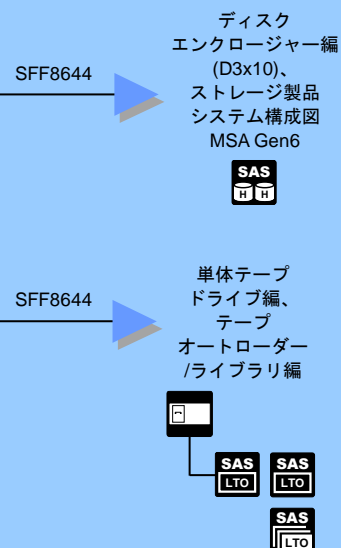 ディスク
エンクロージャー編
(D3x10)、
ストレージ製品
システム構成図
MSA Gen6
SFF8644
SAS
H H
単体テープ
ドライブ編、
テープ
オートローダー
/ライブラリ編
SFF8644
SAS
LTO
SAS
LTO
SAS
LTO